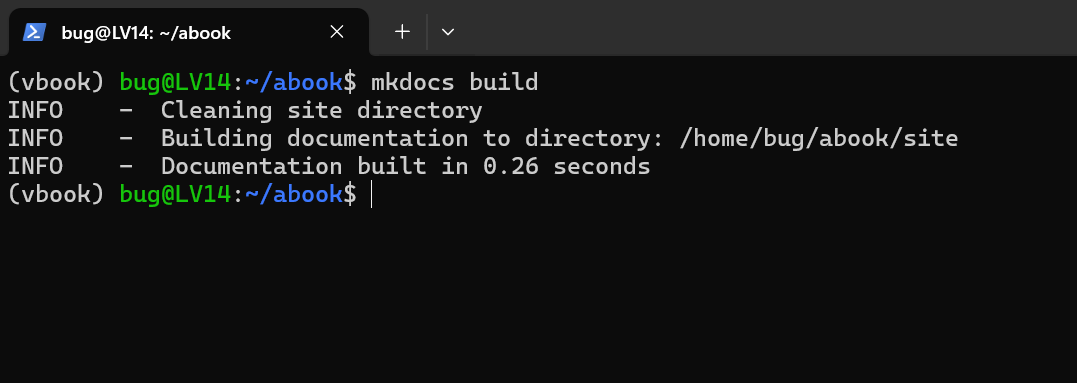 bug@LV14: ~/abook
(vbook) bug@LV14:~/abook$ mkdocs build
INFO    -  Cleaning site directory
INFO    -  Building documentation to directory: /home/bug/abook/site
INFO    -  Documentation built in 0.26 seconds
(vbook) bug@LV14:~/abook$